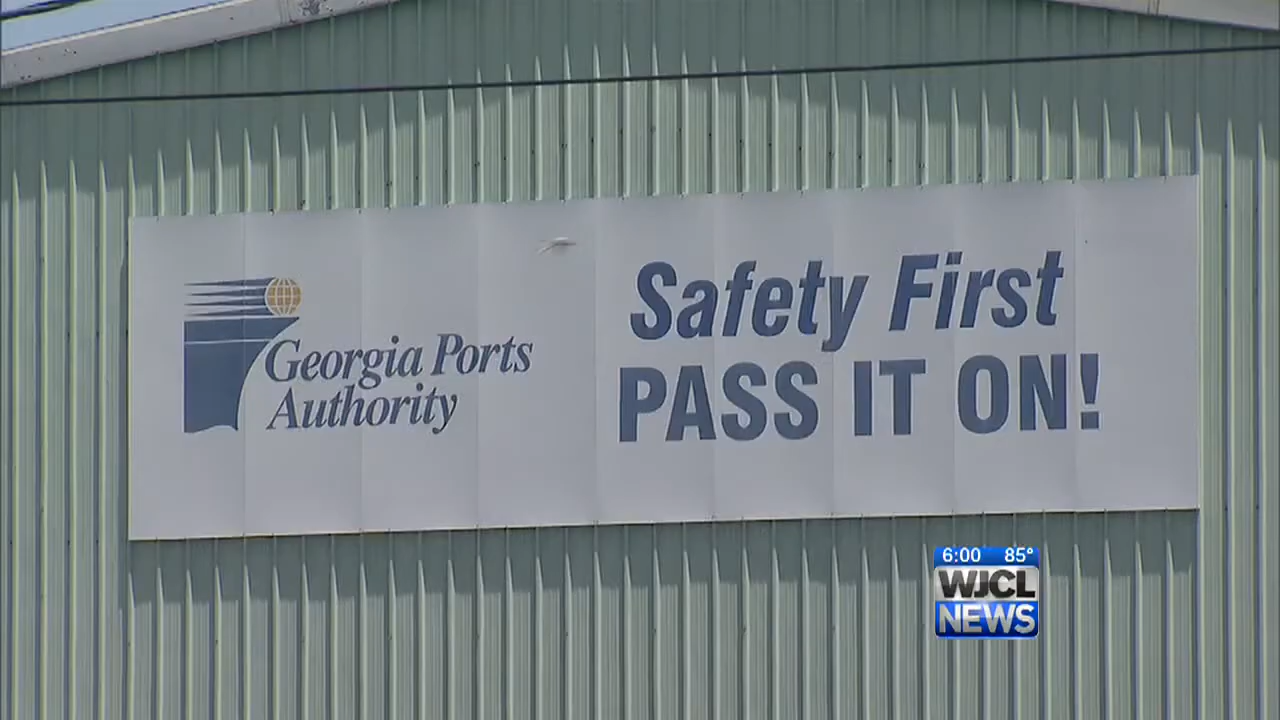 Georgia Ports
Authority
Safety First
PASS IT ON!
6:00 85°
WJCL
NEWS